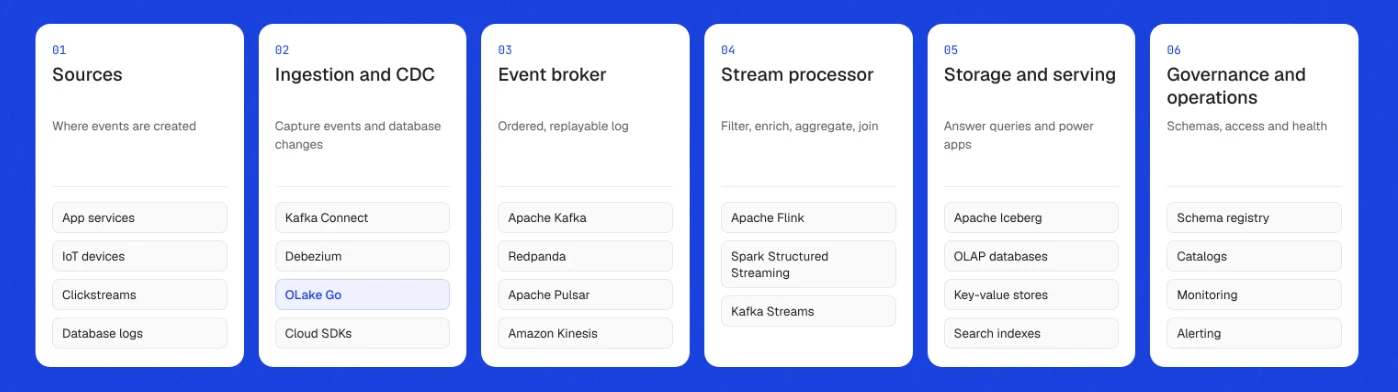 01
Sources
Where events are created
App services
IoT devices
Clickstreams
Database logs
02
Ingestion and CDC
Capture events and database
changes
Kafka Connect
Debezium
OLake Go
Cloud SDKs
03
Event broker
Ordered, replayable log
Apache Kafka
Redpanda
Apache Pulsar
Amazon Kinesis
04
Stream processor
Filter, enrich, aggregate, join
Apache Flink
Spark Structured
Streaming
Kafka Streams
05
Storage and serving
Answer queries and power
apps
Apache Iceberg
OLAP databases
Key-value stores
Search indexes
06
Governance and
operations
Schemas, access and health
Schema registry
Catalogs
Monitoring
Alerting